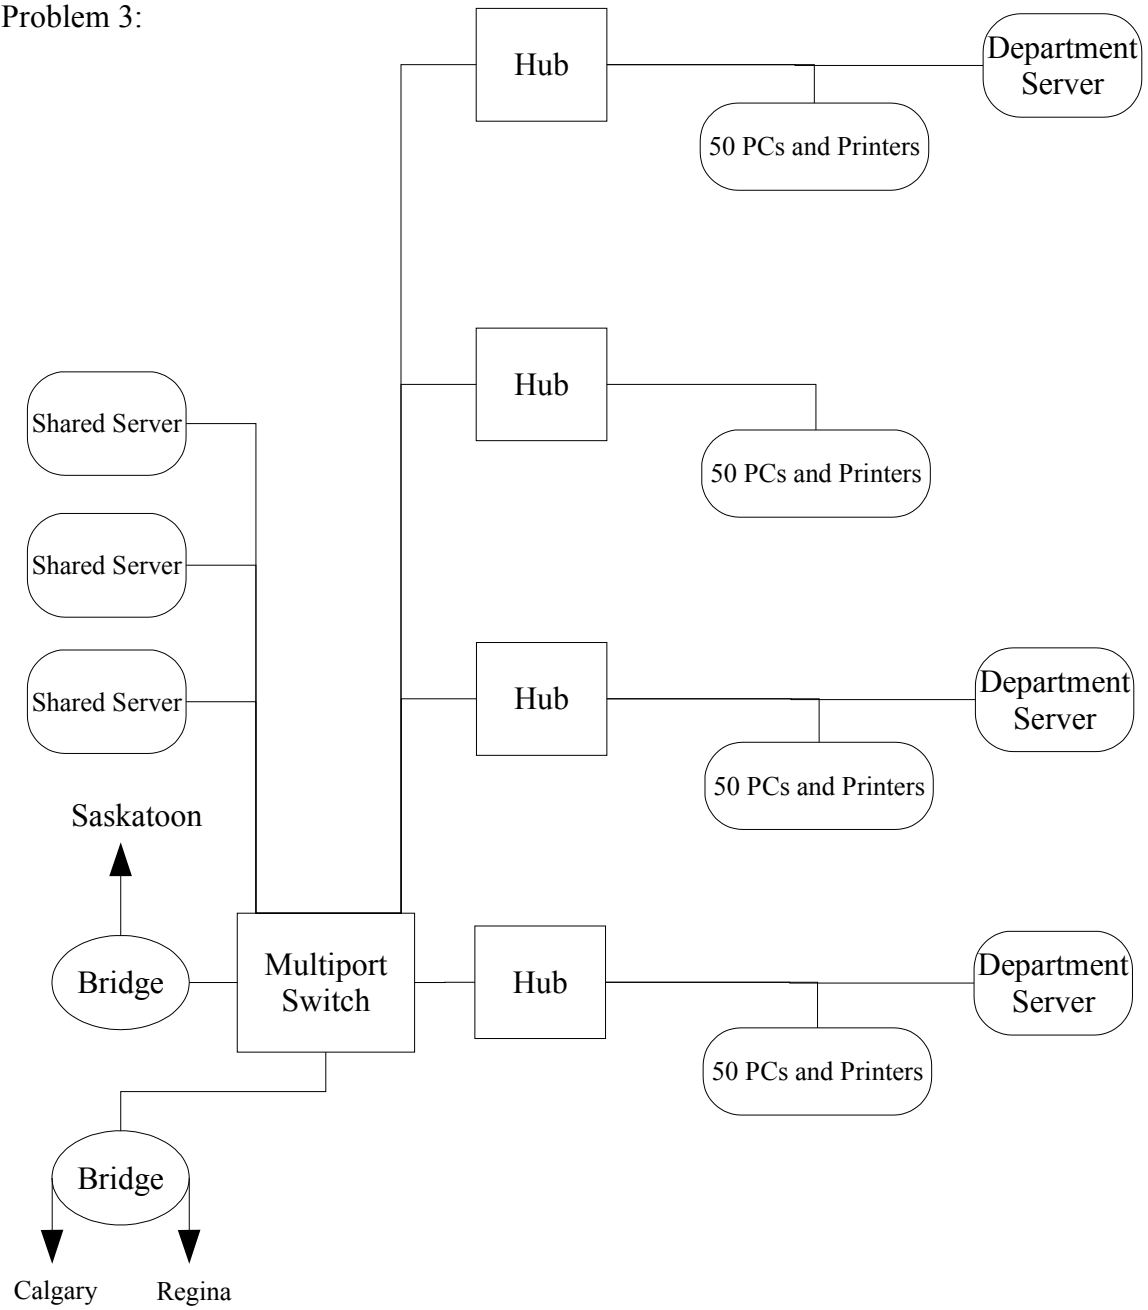 Problem 3:
Hub
Department
Server
50 PCs and Printers
Hub
50 PCs and Printers
Shared Server
Shared Server
Shared Server
Hub
Department
Server
50 PCs and Printers
Saskatoon
Bridge
Multiport
Switch
Hub
Department
Server
50 PCs and Printers
Bridge
Calgary
Regina